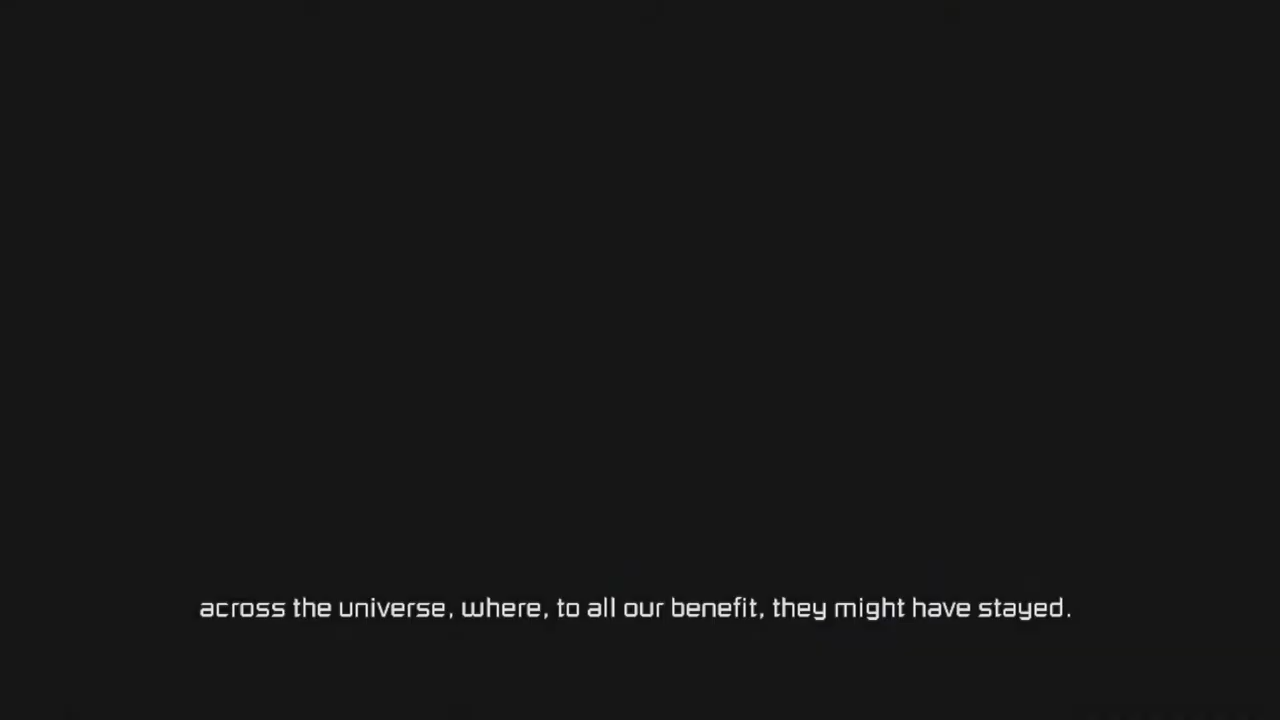 across the universe, where, to all our benefit, they might have stayed.